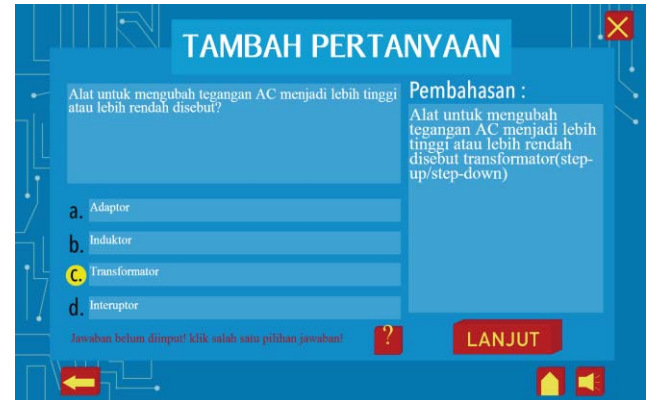 TAMBAH PERTANYAAN
Alat untuk mengubah tegangan AC menjadi lebih tinggi
atau lebih rendah disebut?
a. Adaptor
b. Induktor
c. Transformator
d. Interuptor
Jawaban belum diinput! klik salah satu pilihan jawaban!
?
Pembahasan :
Alat untuk mengubah
tegangan AC menjadi lebih
tinggi atau lebih rendah
disebut transformator(step-
up/step-down)
LANJUT